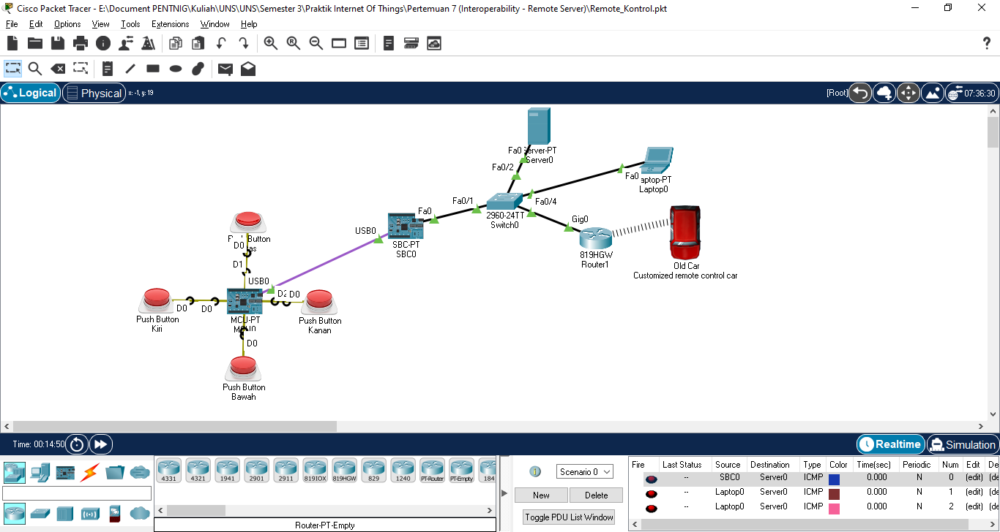 Cisco Packet Tracer - E:\Document PENTNIG\Kuliah\UNS\UNS\Semester 3\Praktik Internet Of Things\Pertemuan 7 (Interoperability - Remote Server)\Remote_Kontrol.pkt
File Edit Options View Tools Extensions Window Help
Logical Physical x: -1, y: 19 [Root] 07:36:30
Fa0 Server-PT
Server0
Fa0/2
Fa0
Laptop-PT
Laptop0
Fa0/1
Fa0/4
2960-24TT
Switch0
Fa0
USB0
SBC-PT
SBC0
Gig0
819HGW
Router1
Old Car
Customized remote control car
Button
D0
D1
USB0
D2 D0
D0 D0
Push Button
Kiri
MCU-PT
Push Button
Kanan
D0
Push Button
Bawah
Time: 00:14:50 Realtime Simulation
4331 4321 1941 2901 2911 819IOX 819HGW 829 1240 PT-Router PT-Empty 184
Router-PT-Empty
Scenario 0
New Delete
Toggle PDU List Window
Fire Last Status Source Destination Type Color Time(sec) Periodic Num Edit De
-- SBC0 Server0 ICMP 0.000 N 0 (edit) (de
-- Laptop0 Server0 ICMP 0.000 N 1 (edit) (de
-- Laptop0 Server0 ICMP 0.000 N 2 (edit) (de